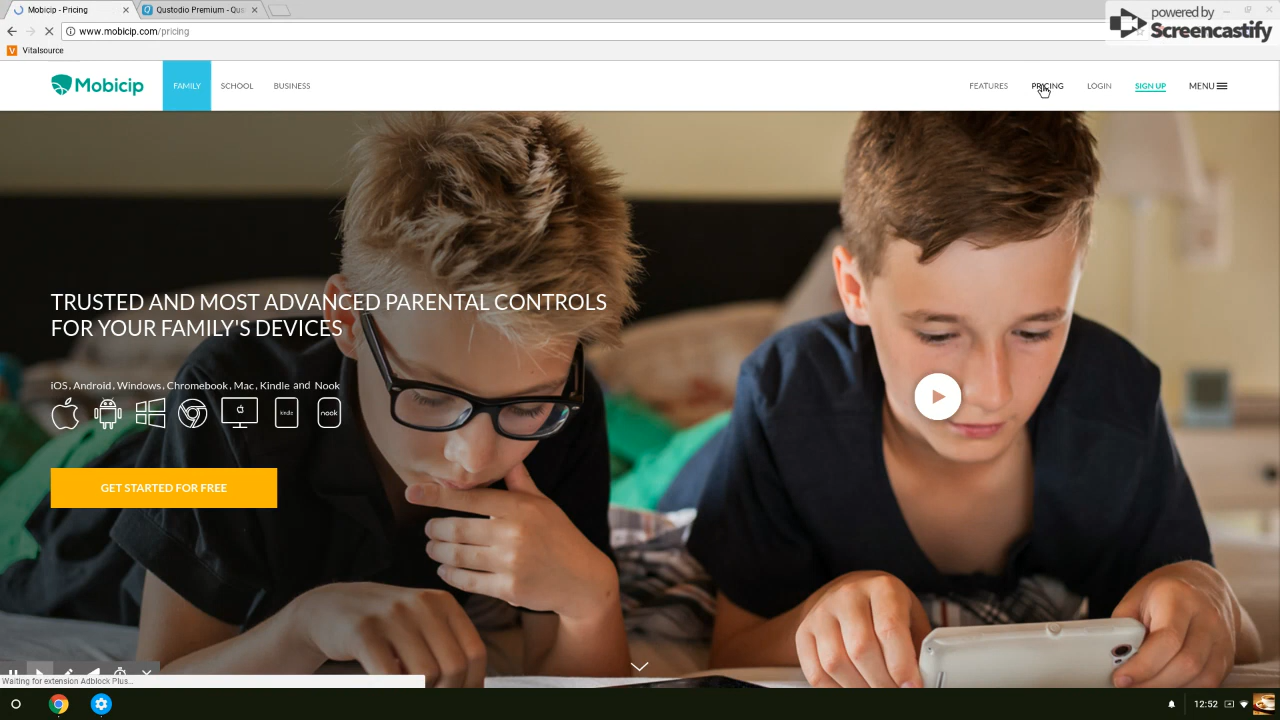 Mobicip - Pricing
Qustodio Premium - Qus
powered by
Screencastify
www.mobicip.com/pricing
Vitalsource
Mobicip
FAMILY
SCHOOL
BUSINESS
FEATURES
PRICING
LOGIN
SIGN UP
MENU
TRUSTED AND MOST ADVANCED PARENTAL CONTROLS
FOR YOUR FAMILY'S DEVICES
iOS, Android, Windows, Chromebook, Mac, Kindle and Nook
kindle
nook
GET STARTED FOR FREE
Waiting for extension Adblock Plus...
12:52